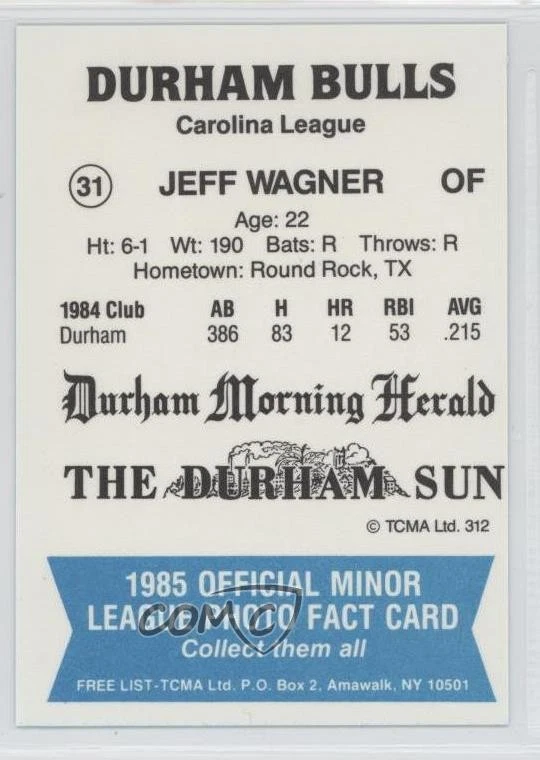 DURHAM BULLS
Carolina League
31 JEFF WAGNER OF
Age: 22
Ht: 6-1 Wt: 190 Bats: R Throws: R
Hometown: Round Rock, TX
1984 Club AB H HR RBI AVG
Durham 386 83 12 53 .215
Durham Morning Herald
THE DURHAM SUN
© TCMA Ltd. 312
1985 OFFICIAL MINOR
LEAGUE PHOTO FACT CARD
COMC
Collect them all
FREE LIST-TCMA Ltd. P.O. Box 2, Amawalk, NY 10501